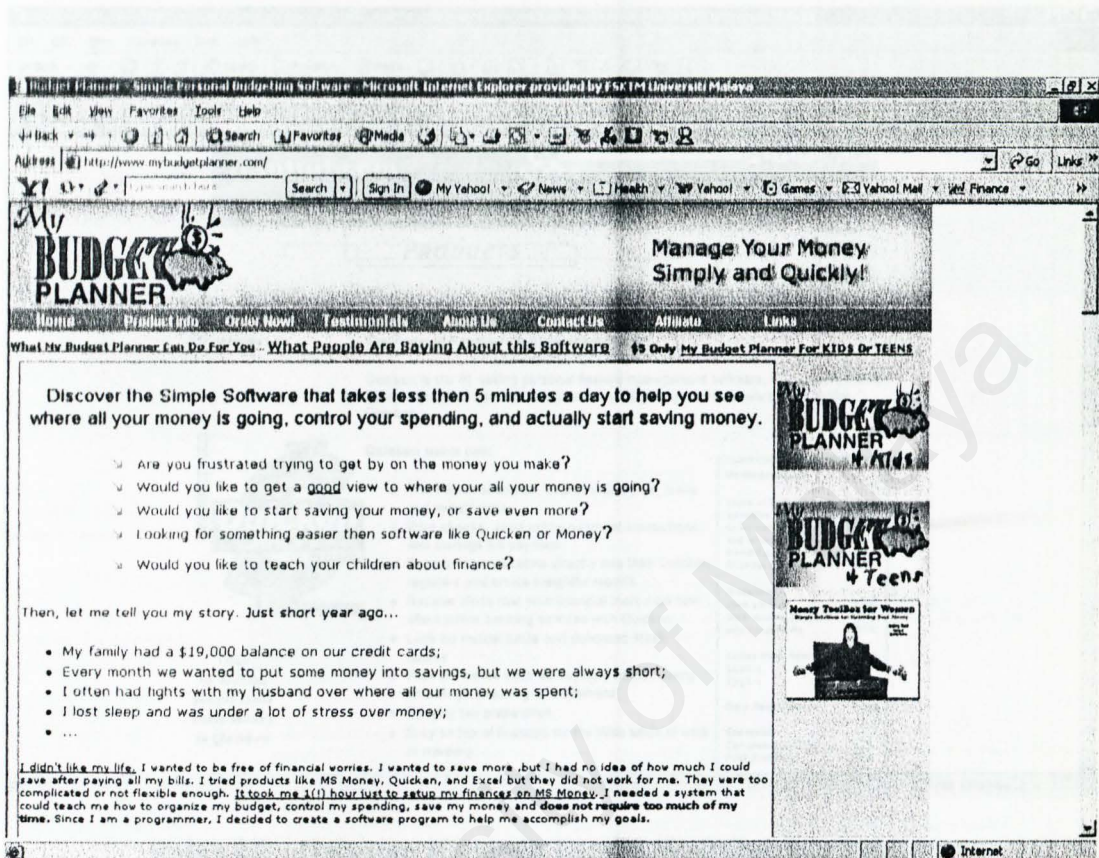 Budget Planner - Simple Personal Budgeting Software - Microsoft Internet Explorer provided by FSKTM Universiti Malaya
File Edit View Favorites Tools Help
Back Search Favorites Media
Address http://www.mybudgetplanner.com/ Go Links
Search Sign In My Yahoo! News Health Yahoo! Games Yahoo! Mail Finance
My
BUDGET
PLANNER
Manage Your Money
Simply and Quickly!
Home Product Info Order Now! Testimonials About Us Contact Us Affiliate Links
What My Budget Planner Can Do For You - What People Are Saying About this Software $5 Only My Budget Planner For KIDS Or TEENS
Discover the Simple Software that takes less then 5 minutes a day to help you see
where all your money is going, control your spending, and actually start saving money.
Are you frustrated trying to get by on the money you make?
Would you like to get a good view to where your all your money is going?
Would you like to start saving your money, or save even more?
Looking for something easier then software like Quicken or Money?
Would you like to teach your children about finance?
Then, let me tell you my story. Just short year ago...
• My family had a $19,000 balance on our credit cards;
• Every month we wanted to put some money into savings, but we were always short;
• I often had fights with my husband over where all our money was spent;
• I lost sleep and was under a lot of stress over money;
• ...
I didn't like my life. I wanted to be free of financial worries. I wanted to save more ,but I had no idea of how much I could
save after paying all my bills. I tried products like MS Money, Quicken, and Excel but they did not work for me. They were too
complicated or not flexible enough. It took me 1(!) hour just to setup my finances on MS Money. I needed a system that
could teach me how to organize my budget, control my spending, save my money and does not require too much of my
time. Since I am a programmer, I decided to create a software program to help me accomplish my goals.
My
BUDGET
PLANNER
4 Kids
My
BUDGET
PLANNER
4 Teens
Money ToolBox for Women
Internet
University of Malaya